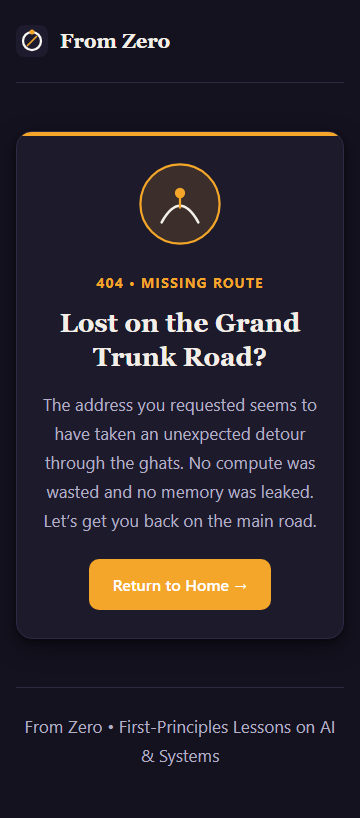 From Zero
404 • MISSING ROUTE
Lost on the Grand
Trunk Road?
The address you requested seems to
have taken an unexpected detour
through the ghats. No compute was
wasted and no memory was leaked.
Let’s get you back on the main road.
Return to Home →
From Zero • First-Principles Lessons on AI
& Systems